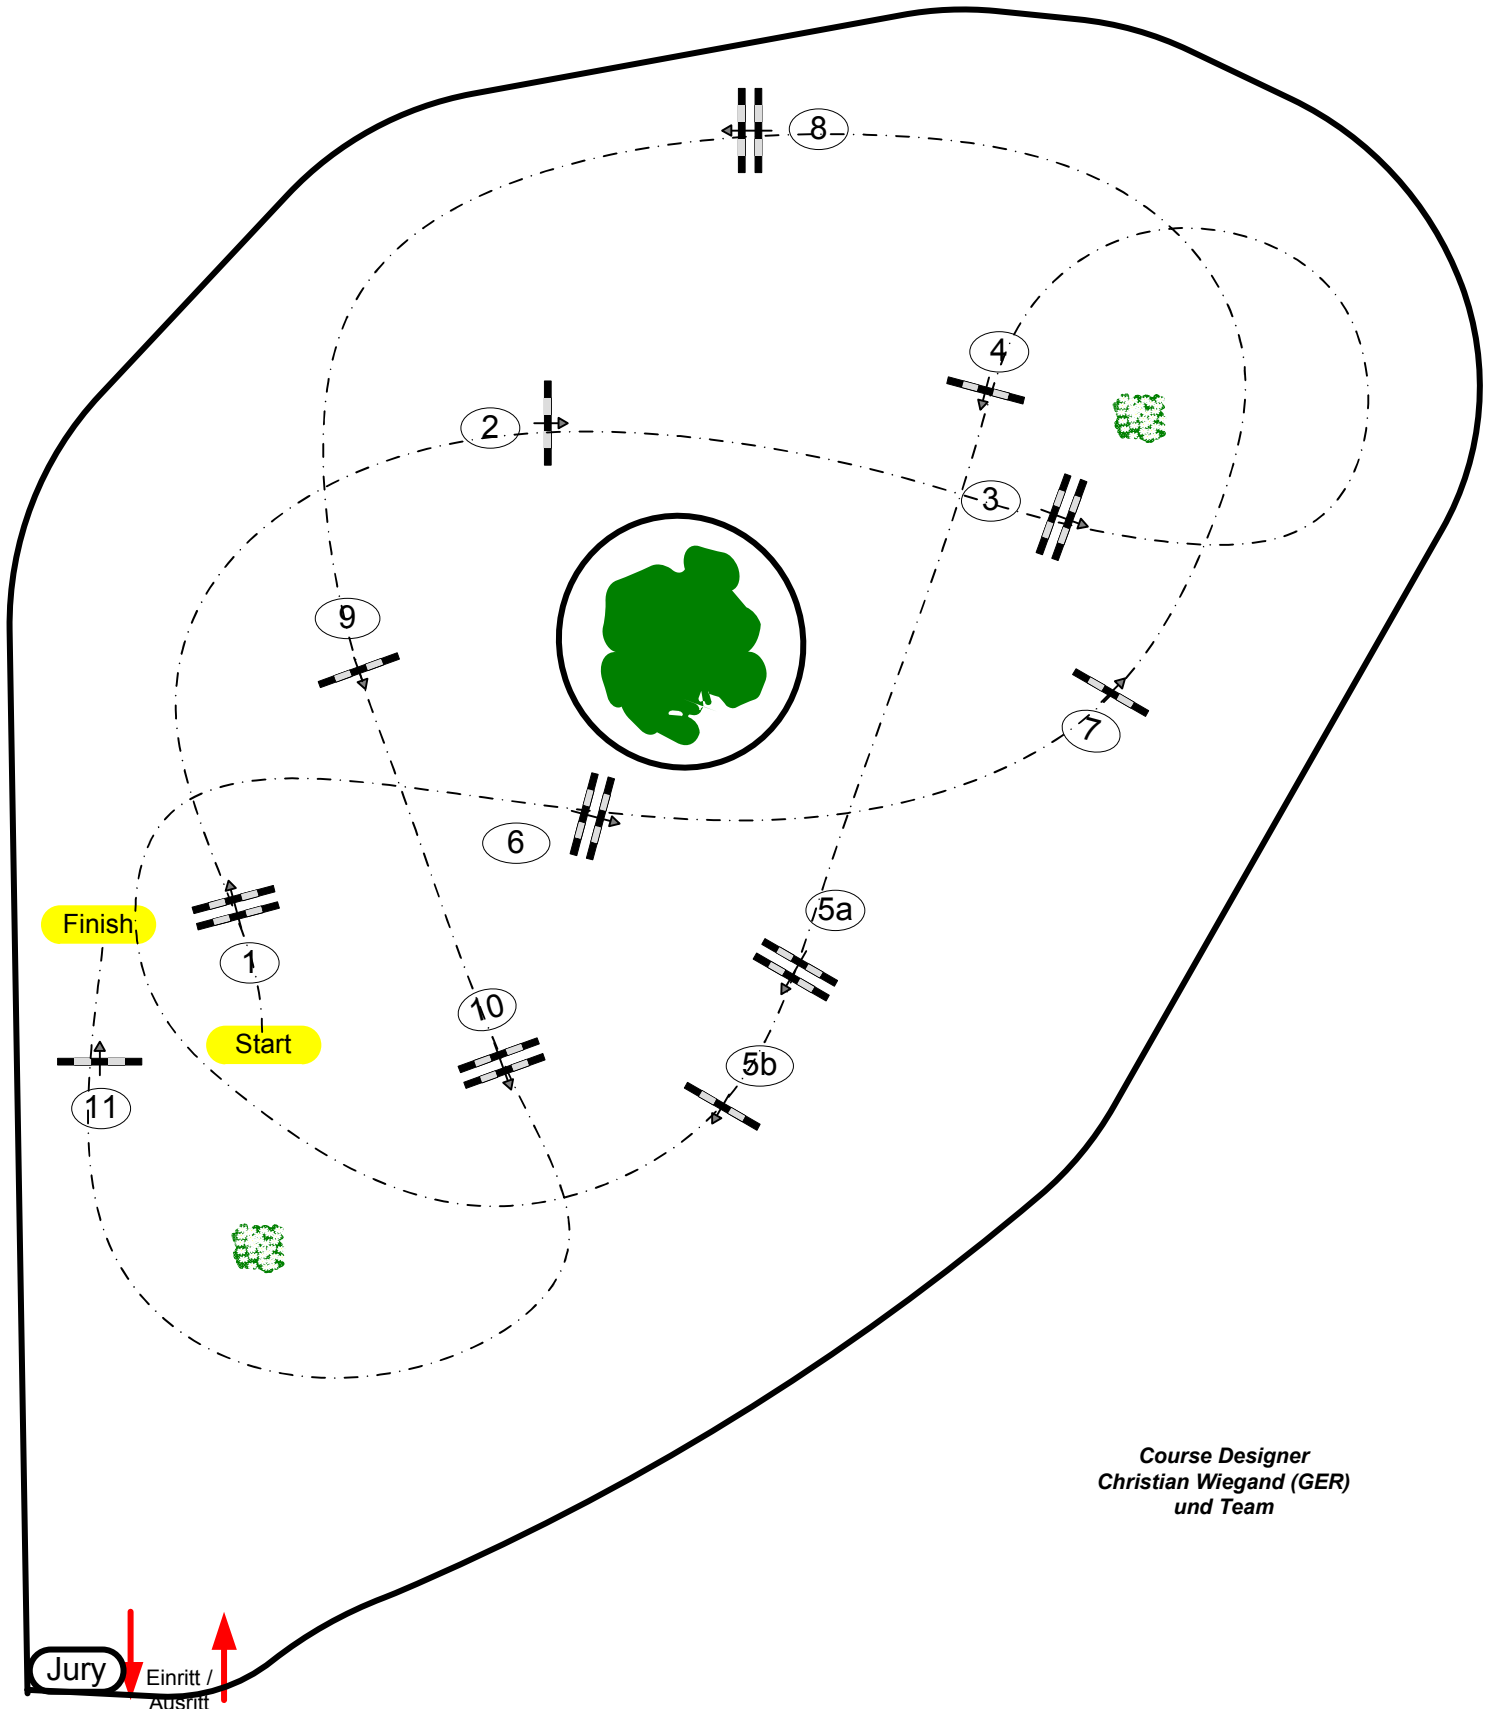 8
4
2
3
9
7
6
5a
Finish
1
10
Start
5b
11
Course Designer
Christian Wiegand (GER)
und Team
Jury
Einritt /
Ausritt